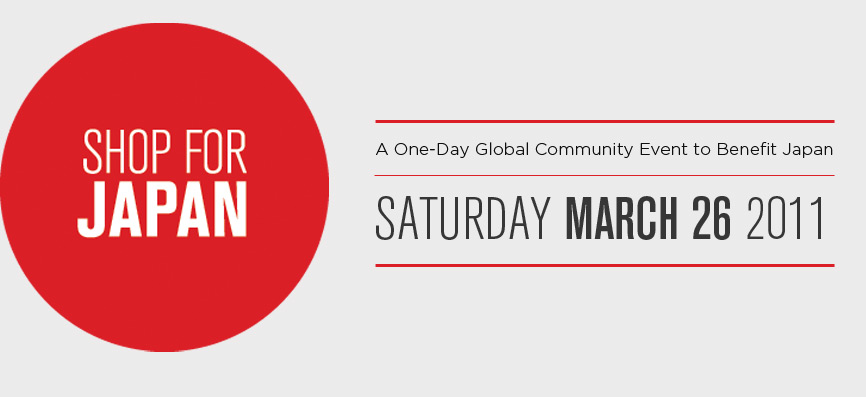 SHOP FOR
JAPAN
A One-Day Global Community Event to Benefit Japan
SATURDAY MARCH 26 2011